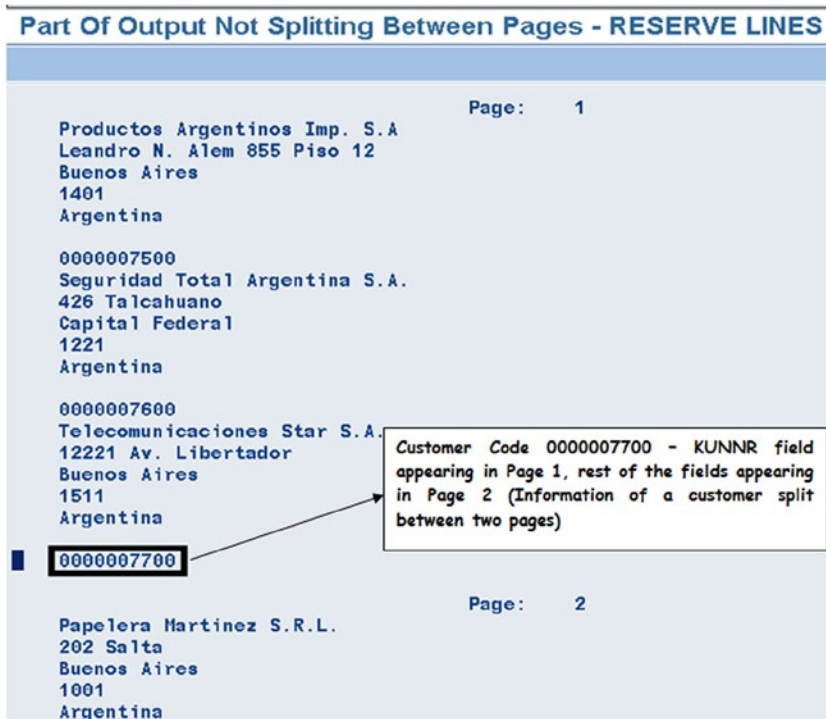 Part Of Output Not Splitting Between Pages - RESERVE LINES
Page: 1
Productos Argentinos Imp. S.A
Leandro N. Alem 855 Piso 12
Buenos Aires
1401
Argentina
0000007500
Seguridad Total Argentina S.A.
426 Talcahuano
Capital Federal
1221
Argentina
0000007600
Telecomunicaciones Star S.A.
12221 Av. Libertador
Buenos Aires
1511
Argentina
Customer Code 0000007700 – KUNNR field
appearing in Page 1, rest of the fields appearing
in Page 2 (Information of a customer split
between two pages)
0000007700
Page: 2
Papelera Martinez S.R.L.
202 Salta
Buenos Aires
1001
Argentina